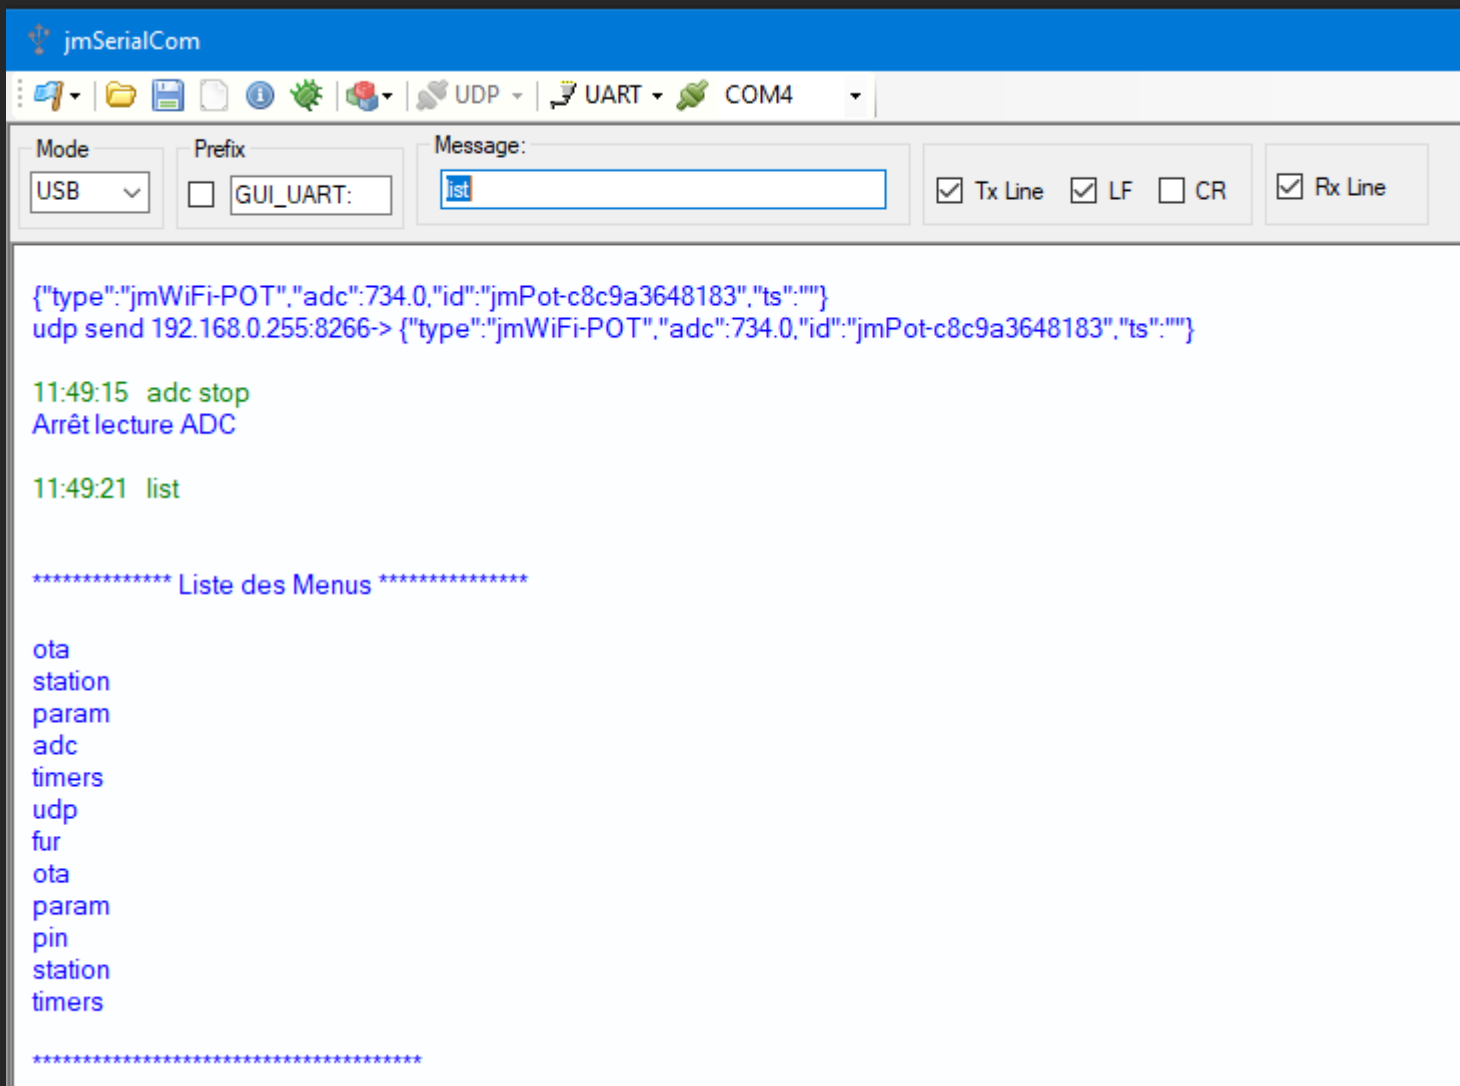 jmSerialCom
UDP UART COM4
Mode Prefix Message:
USB GUI_UART: list Tx Line LF CR Rx Line
{"type":"jmWiFi-POT","adc":734.0,"id":"jmPot-c8c9a3648183","ts":""}
udp send 192.168.0.255:8266-> {"type":"jmWiFi-POT","adc":734.0,"id":"jmPot-c8c9a3648183","ts":""}
11:49:15 adc stop
Arrêt lecture ADC
11:49:21 list
************** Liste des Menus ***************
ota
station
param
adc
timers
udp
fur
ota
param
pin
station
timers
***************************************